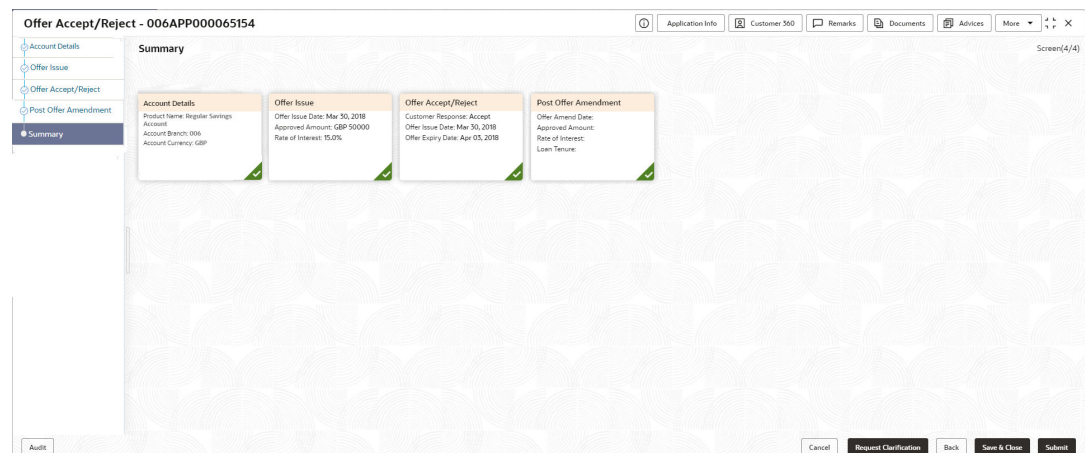 Offer Accept/Reject - 006APP000065154
Application Info
Customer 360
Remarks
Documents
Advices
More
Account Details
Offer Issue
Offer Accept/Reject
Post Offer Amendment
Summary
Summary
Screen(4/4)
Account Details
Product Name: Regular Savings
Account
Account Branch: 006
Account Currency: GBP
Offer Issue
Offer Issue Date: Mar 30, 2018
Approved Amount: GBP 50000
Rate of Interest: 15.0%
Offer Accept/Reject
Customer Response: Accept
Offer Issue Date: Mar 30, 2018
Offer Expiry Date: Apr 03, 2018
Post Offer Amendment
Offer Amend Date:
Approved Amount:
Rate of Interest:
Loan Tenure:
Audit
Cancel
Request Clarification
Back
Save & Close
Submit